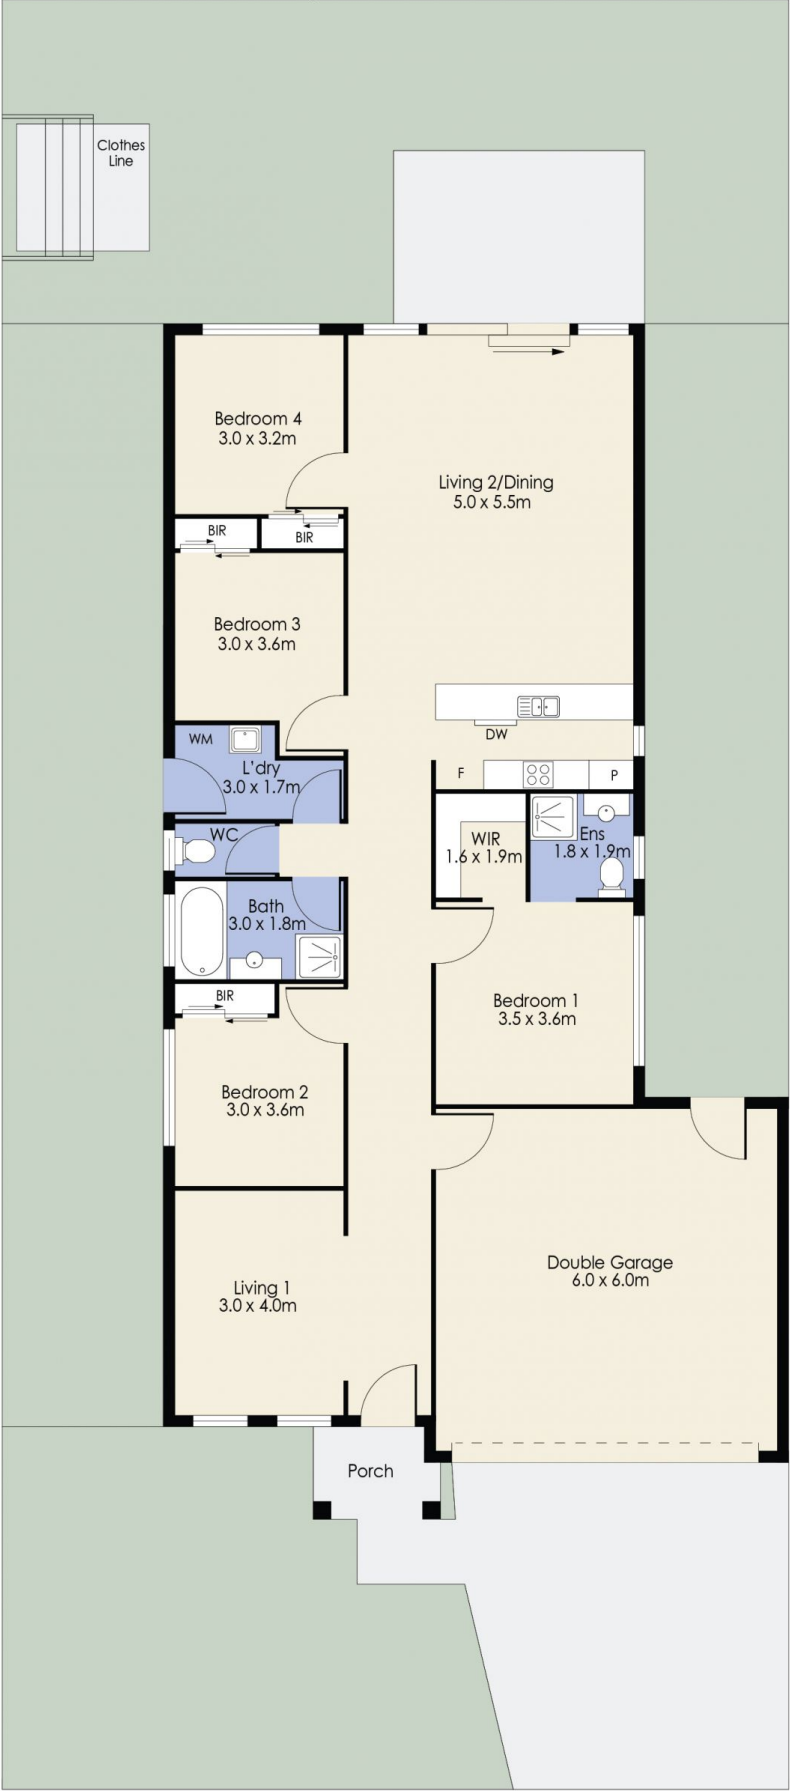 Clothes
Line
Bedroom 4
3.0 x 3.2m
Living 2/Dining
5.0 x 5.5m
BIR
BIR
Bedroom 3
3.0 x 3.6m
WM
L'dry
3.0 x 1.7m
DW
F
P
WC
WIR
1.6 x 1.9m
Ens
1.8 x 1.9m
Bath
3.0 x 1.8m
BIR
Bedroom 1
3.5 x 3.6m
Bedroom 2
3.0 x 3.6m
Double Garage
6.0 x 6.0m
Living 1
3.0 x 4.0m
Porch